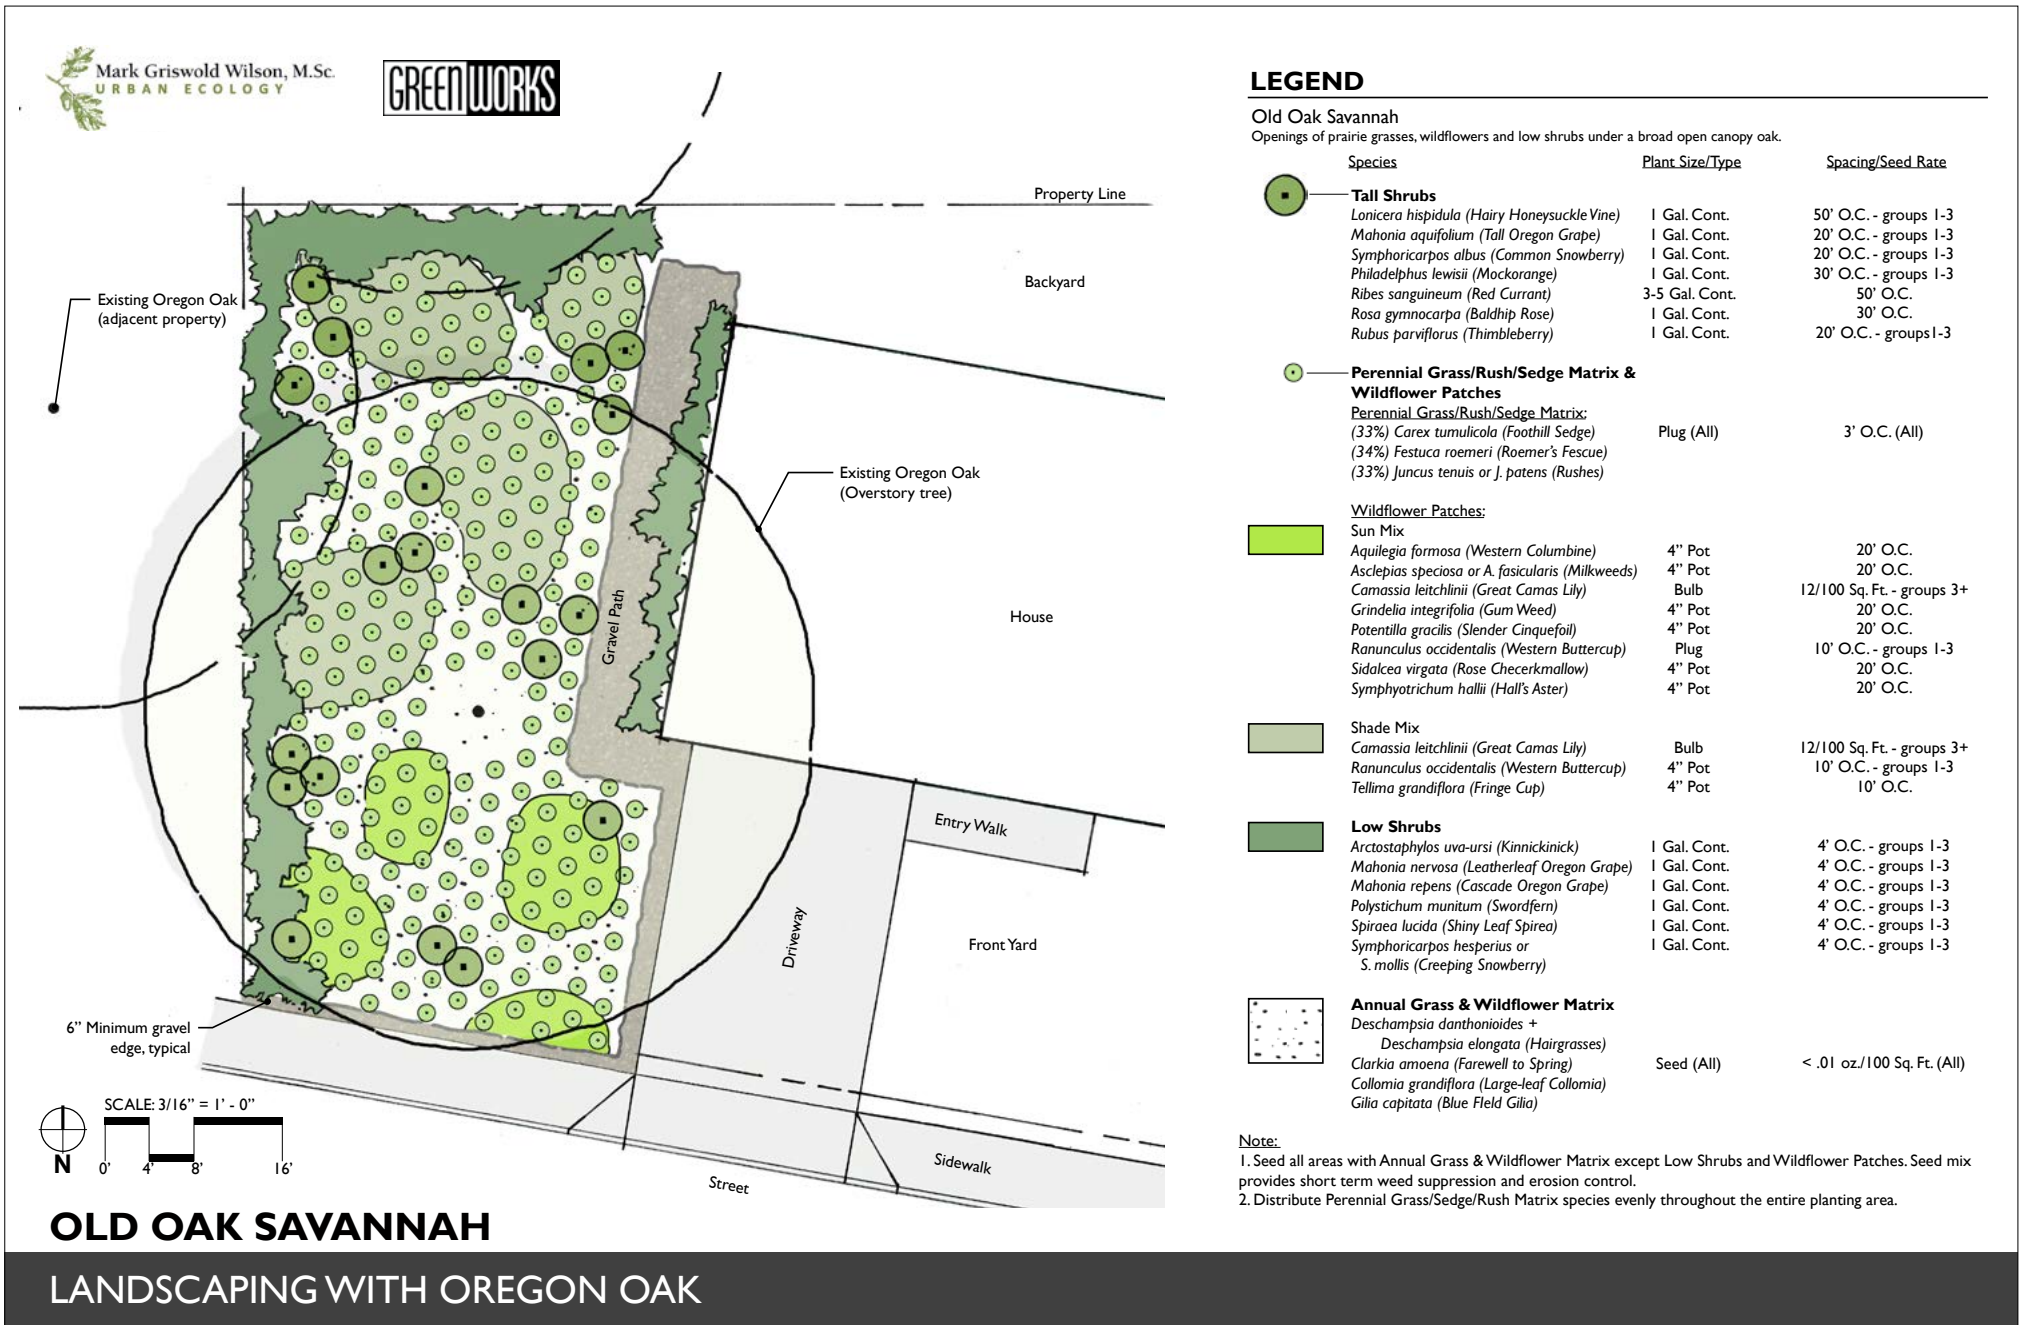 Mark Griswold Wilson, M.Sc.
URBAN ECOLOGY
GREENWORKS
Property Line
Backyard
Existing Oregon Oak
(adjacent property)
Existing Oregon Oak
(Overstory tree)
Gravel Path
House
Entry Walk
Driveway
Front Yard
6” Minimum gravel
edge, typical
Sidewalk
Street
SCALE: 3/16” = 1’ - 0”
N
0’ 4’ 8’ 16’
OLD OAK SAVANNAH
LANDSCAPING WITH OREGON OAK
LEGEND
Old Oak Savannah
Openings of prairie grasses, wildflowers and low shrubs under a broad open canopy oak.
Species Plant Size/Type Spacing/Seed Rate
Tall Shrubs
Lonicera hispidula (Hairy Honeysuckle Vine) 1 Gal. Cont. 50’ O.C. - groups 1-3
Mahonia aquifolium (Tall Oregon Grape) 1 Gal. Cont. 20’ O.C. - groups 1-3
Symphoricarpos albus (Common Snowberry) 1 Gal. Cont. 20’ O.C. - groups 1-3
Philadelphus lewisii (Mockorange) 1 Gal. Cont. 30’ O.C. - groups 1-3
Ribes sanguineum (Red Currant) 3-5 Gal. Cont. 50’ O.C.
Rosa gymnocarpa (Baldhip Rose) 1 Gal. Cont. 30’ O.C.
Rubus parviflorus (Thimbleberry) 1 Gal. Cont. 20’ O.C. - groups1-3
Perennial Grass/Rush/Sedge Matrix &
Wildflower Patches
Perennial Grass/Rush/Sedge Matrix:
(33%) Carex tumulicola (Foothill Sedge) Plug (All) 3’ O.C. (All)
(34%) Festuca roemeri (Roemer’s Fescue)
(33%) Juncus tenuis or J. patens (Rushes)
Wildflower Patches:
Sun Mix
Aquilegia formosa (Western Columbine) 4” Pot 20’ O.C.
Asclepias speciosa or A. fasicularis (Milkweeds) 4” Pot 20’ O.C.
Camassia leitchlinii (Great Camas Lily) Bulb 12/100 Sq. Ft. - groups 3+
Grindelia integrifolia (Gum Weed) 4” Pot 20’ O.C.
Potentilla gracilis (Slender Cinquefoil) 4” Pot 20’ O.C.
Ranunculus occidentalis (Western Buttercup) Plug 10’ O.C. - groups 1-3
Sidalcea virgata (Rose Checerkmallow) 4” Pot 20’ O.C.
Symphyotrichum hallii (Hall’s Aster) 4” Pot 20’ O.C.
Shade Mix
Camassia leitchlinii (Great Camas Lily) Bulb 12/100 Sq. Ft. - groups 3+
Ranunculus occidentalis (Western Buttercup) 4” Pot 10’ O.C. - groups 1-3
Tellima grandiflora (Fringe Cup) 4” Pot 10’ O.C.
Low Shrubs
Arctostaphylos uva-ursi (Kinnickinick) 1 Gal. Cont. 4’ O.C. - groups 1-3
Mahonia nervosa (Leatherleaf Oregon Grape) 1 Gal. Cont. 4’ O.C. - groups 1-3
Mahonia repens (Cascade Oregon Grape) 1 Gal. Cont. 4’ O.C. - groups 1-3
Polystichum munitum (Swordfern) 1 Gal. Cont. 4’ O.C. - groups 1-3
Spiraea lucida (Shiny Leaf Spirea) 1 Gal. Cont. 4’ O.C. - groups 1-3
Symphoricarpos hesperius or 1 Gal. Cont. 4’ O.C. - groups 1-3
S. mollis (Creeping Snowberry)
Annual Grass & Wildflower Matrix
Deschampsia danthonioides +
Deschampsia elongata (Hairgrasses)
Clarkia amoena (Farewell to Spring) Seed (All) < .01 oz./100 Sq. Ft. (All)
Collomia grandiflora (Large-leaf Collomia)
Gilia capitata (Blue FIeld Gilia)
Note:
1. Seed all areas with Annual Grass & Wildflower Matrix except Low Shrubs and Wildflower Patches. Seed mix
provides short term weed suppression and erosion control.
2. Distribute Perennial Grass/Sedge/Rush Matrix species evenly throughout the entire planting area.